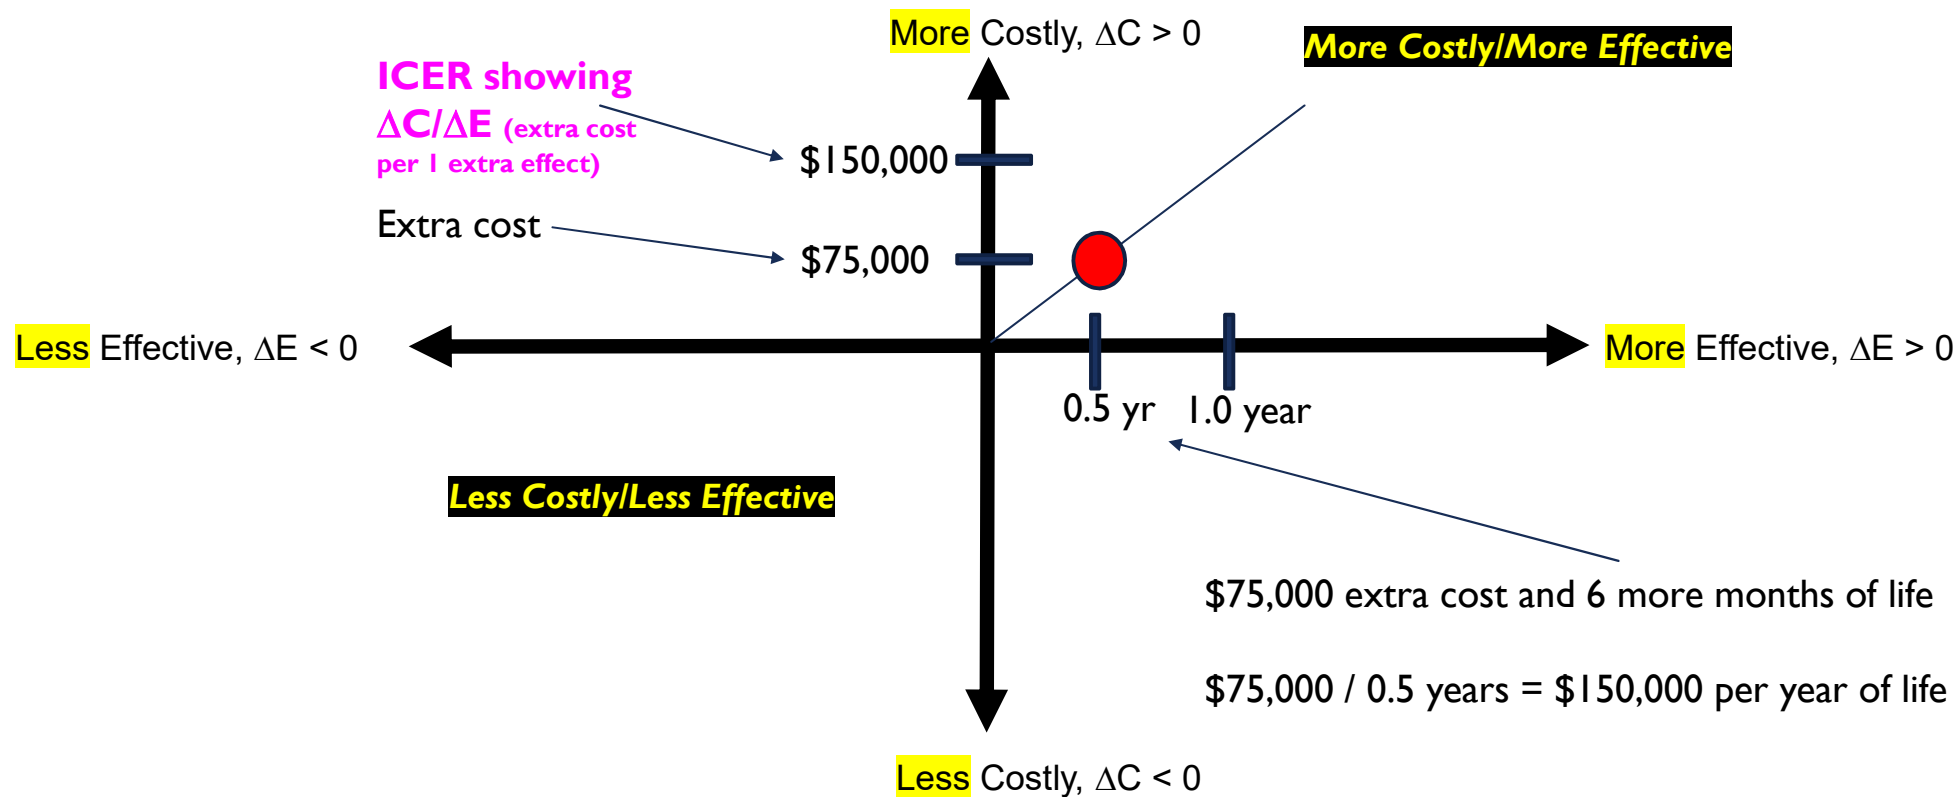 More Costly, ΔC > 0
More Costly/More Effective
ICER showing
ΔC/ΔE (extra cost
per 1 extra effect)
$150,000
Extra cost
$75,000
Less Effective, ΔE < 0
More Effective, ΔE > 0
0.5 yr
1.0 year
Less Costly/Less Effective
$75,000 extra cost and 6 more months of life
$75,000 / 0.5 years = $150,000 per year of life
Less Costly, ΔC < 0